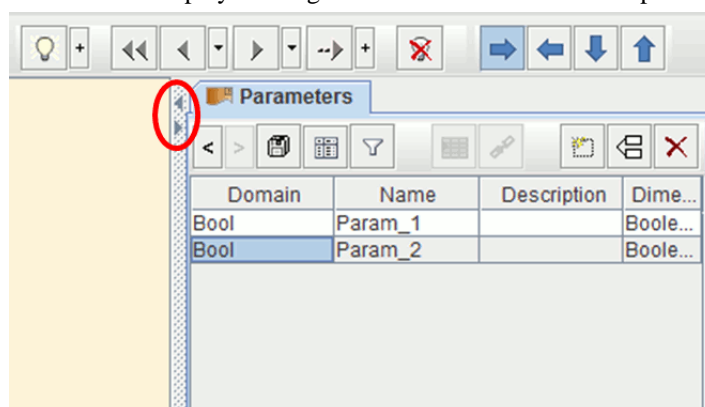 Parameters
Domain Name Description Dime...
Bool Param_1 Boole...
Bool Param_2 Boole...